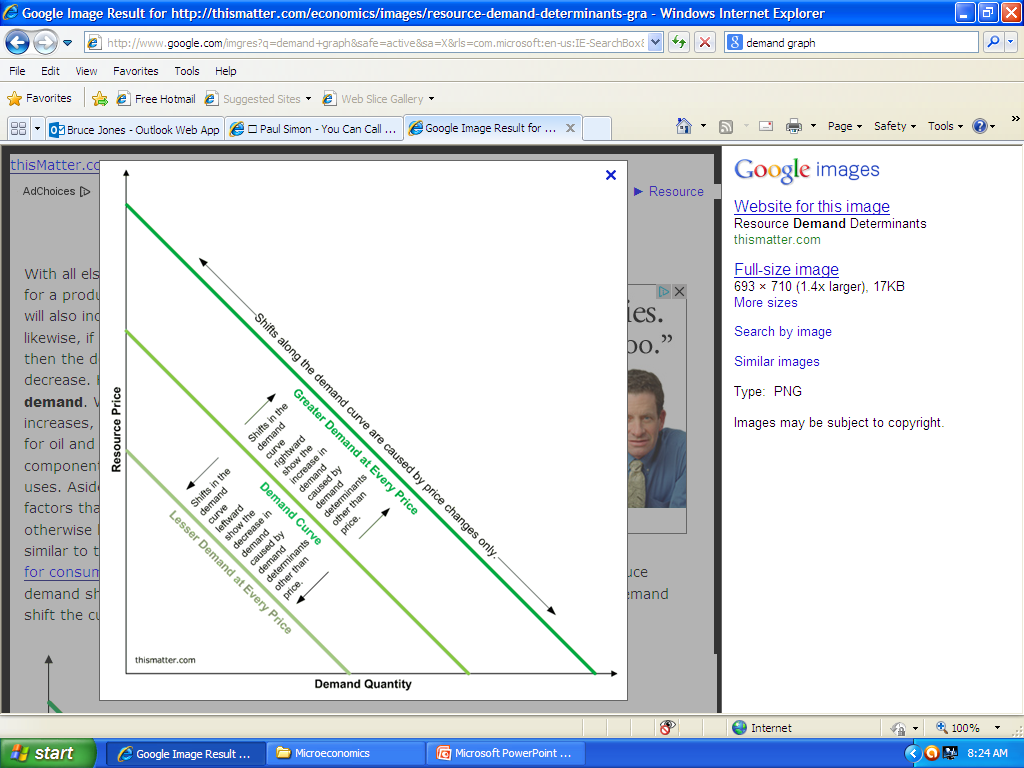 Google Image Result for http://thismatter.com/economics/images/resource-demand-determinants-gra - Windows Internet Explorer
http://www.google.com/imgres?q=demand+graph&safe=active&sa=X&rls=com.microsoft:en-us:IE-SearchBox&
demand graph
File Edit View Favorites Tools Help
Favorites Free Hotmail Suggested Sites Web Slice Gallery
Bruce Jones - Outlook Web App Paul Simon - You Can Call ... Google Image Result for ... Page Safety Tools »
thisMatter.co
AdChoices
Resource
With all els
for a produ
will also inc
likewise, if
then the d
decrease.
demand. V
increases,
for oil and
component
uses. Aside
factors tha
otherwise
similar to t
for consum
demand sh
shift the cu
ies.
oo.”
uce
emand
Resource Price
Shifts along the demand curve are caused by price changes only.
Greater Demand at Every Price
Shifts in the
demand
curve
rightward
show the
increase in
demand
caused by
demand
determinants
other than
price.
Demand Curve
Shifts in the
demand
curve
leftward
show the
decrease in
demand
caused by
demand
determinants
other than
price.
Lesser Demand at Every Price
thismatter.com
Demand Quantity
Google images
Website for this image
Resource Demand Determinants
thismatter.com
Full-size image
693 × 710 (1.4x larger), 17KB
More sizes
Search by image
Similar images
Type: PNG
Images may be subject to copyright.
Internet 100%
start Google Image Result ... Microeconomics Microsoft PowerPoint ... 8:24 AM